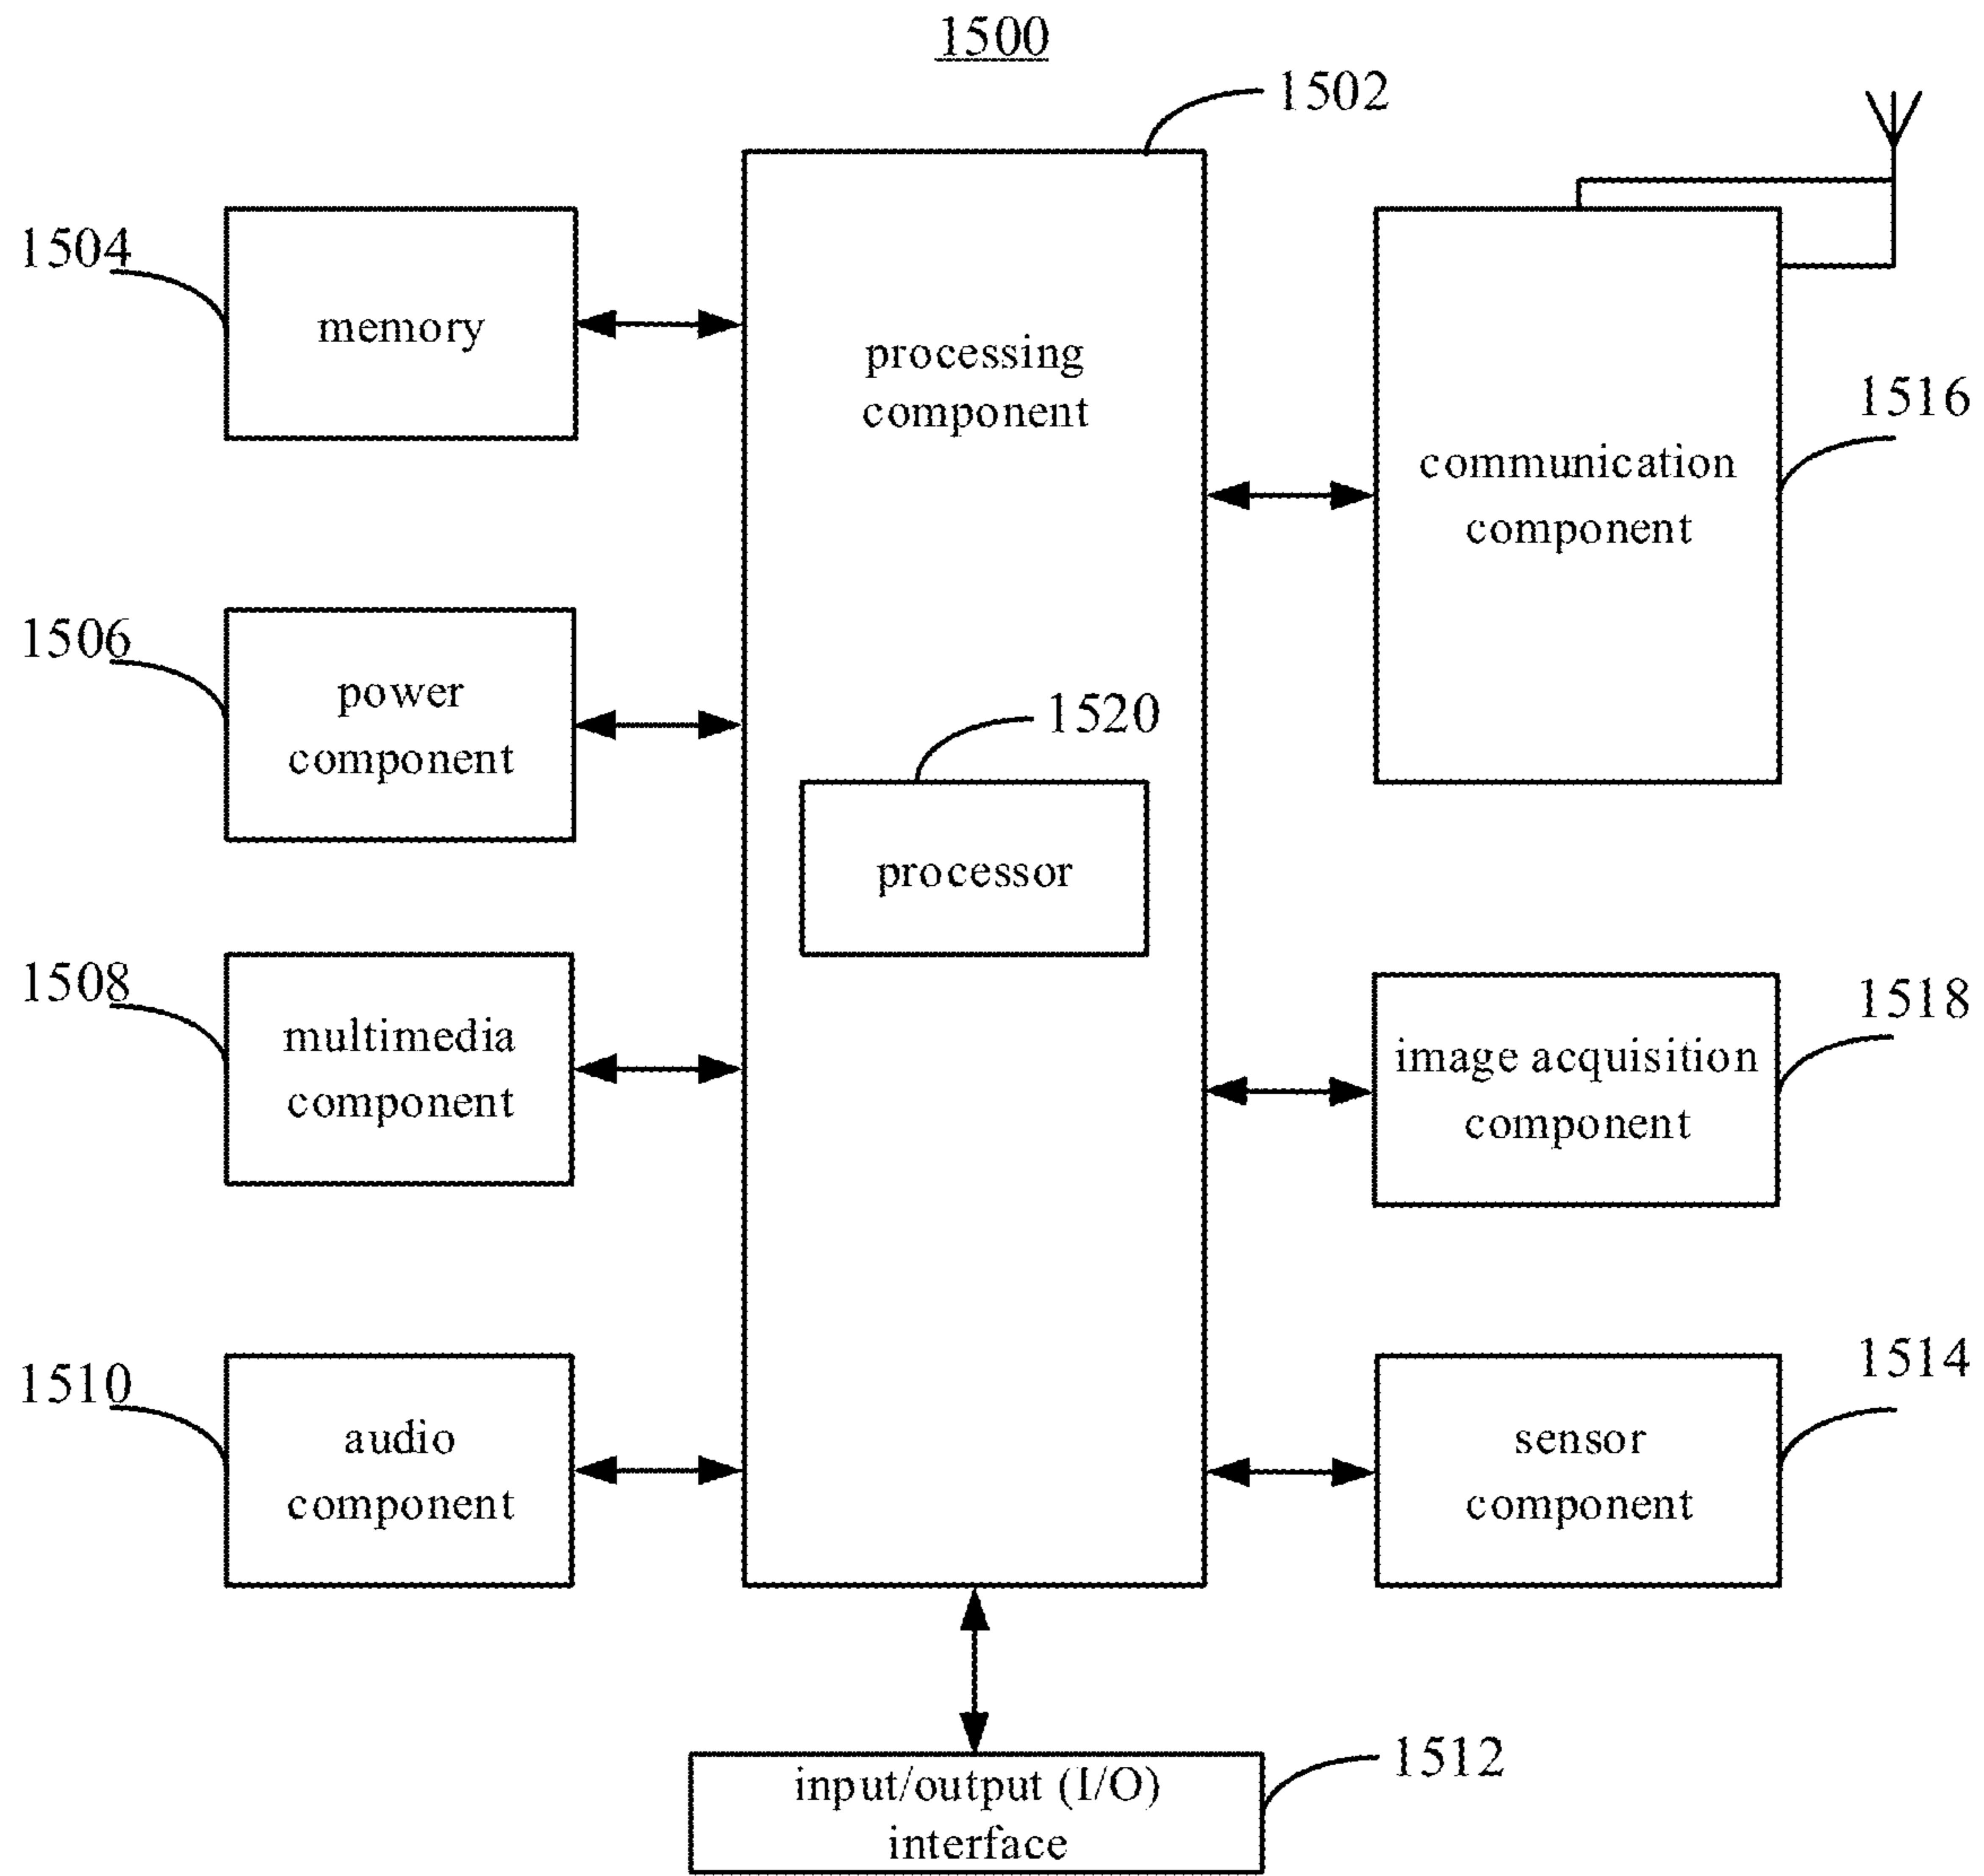 1500
1502
1504
memory
processing
component
communication
component
1516
1506
power
component
1520
processor
1508
multimedia
component
image acquisition
component
1518
1510
audio
component
sensor
component
1514
input/output (I/O)
interface
1512